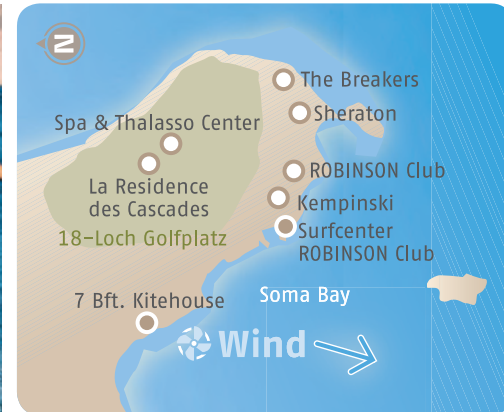 N
The Breakers
Sheraton
Spa & Thalasso Center
ROBINSON Club
La Residence
des Cascades
Kempinski
18-Loch Golfplatz
Surfcenter
ROBINSON Club
7 Bft. Kitehouse
Soma Bay
Wind